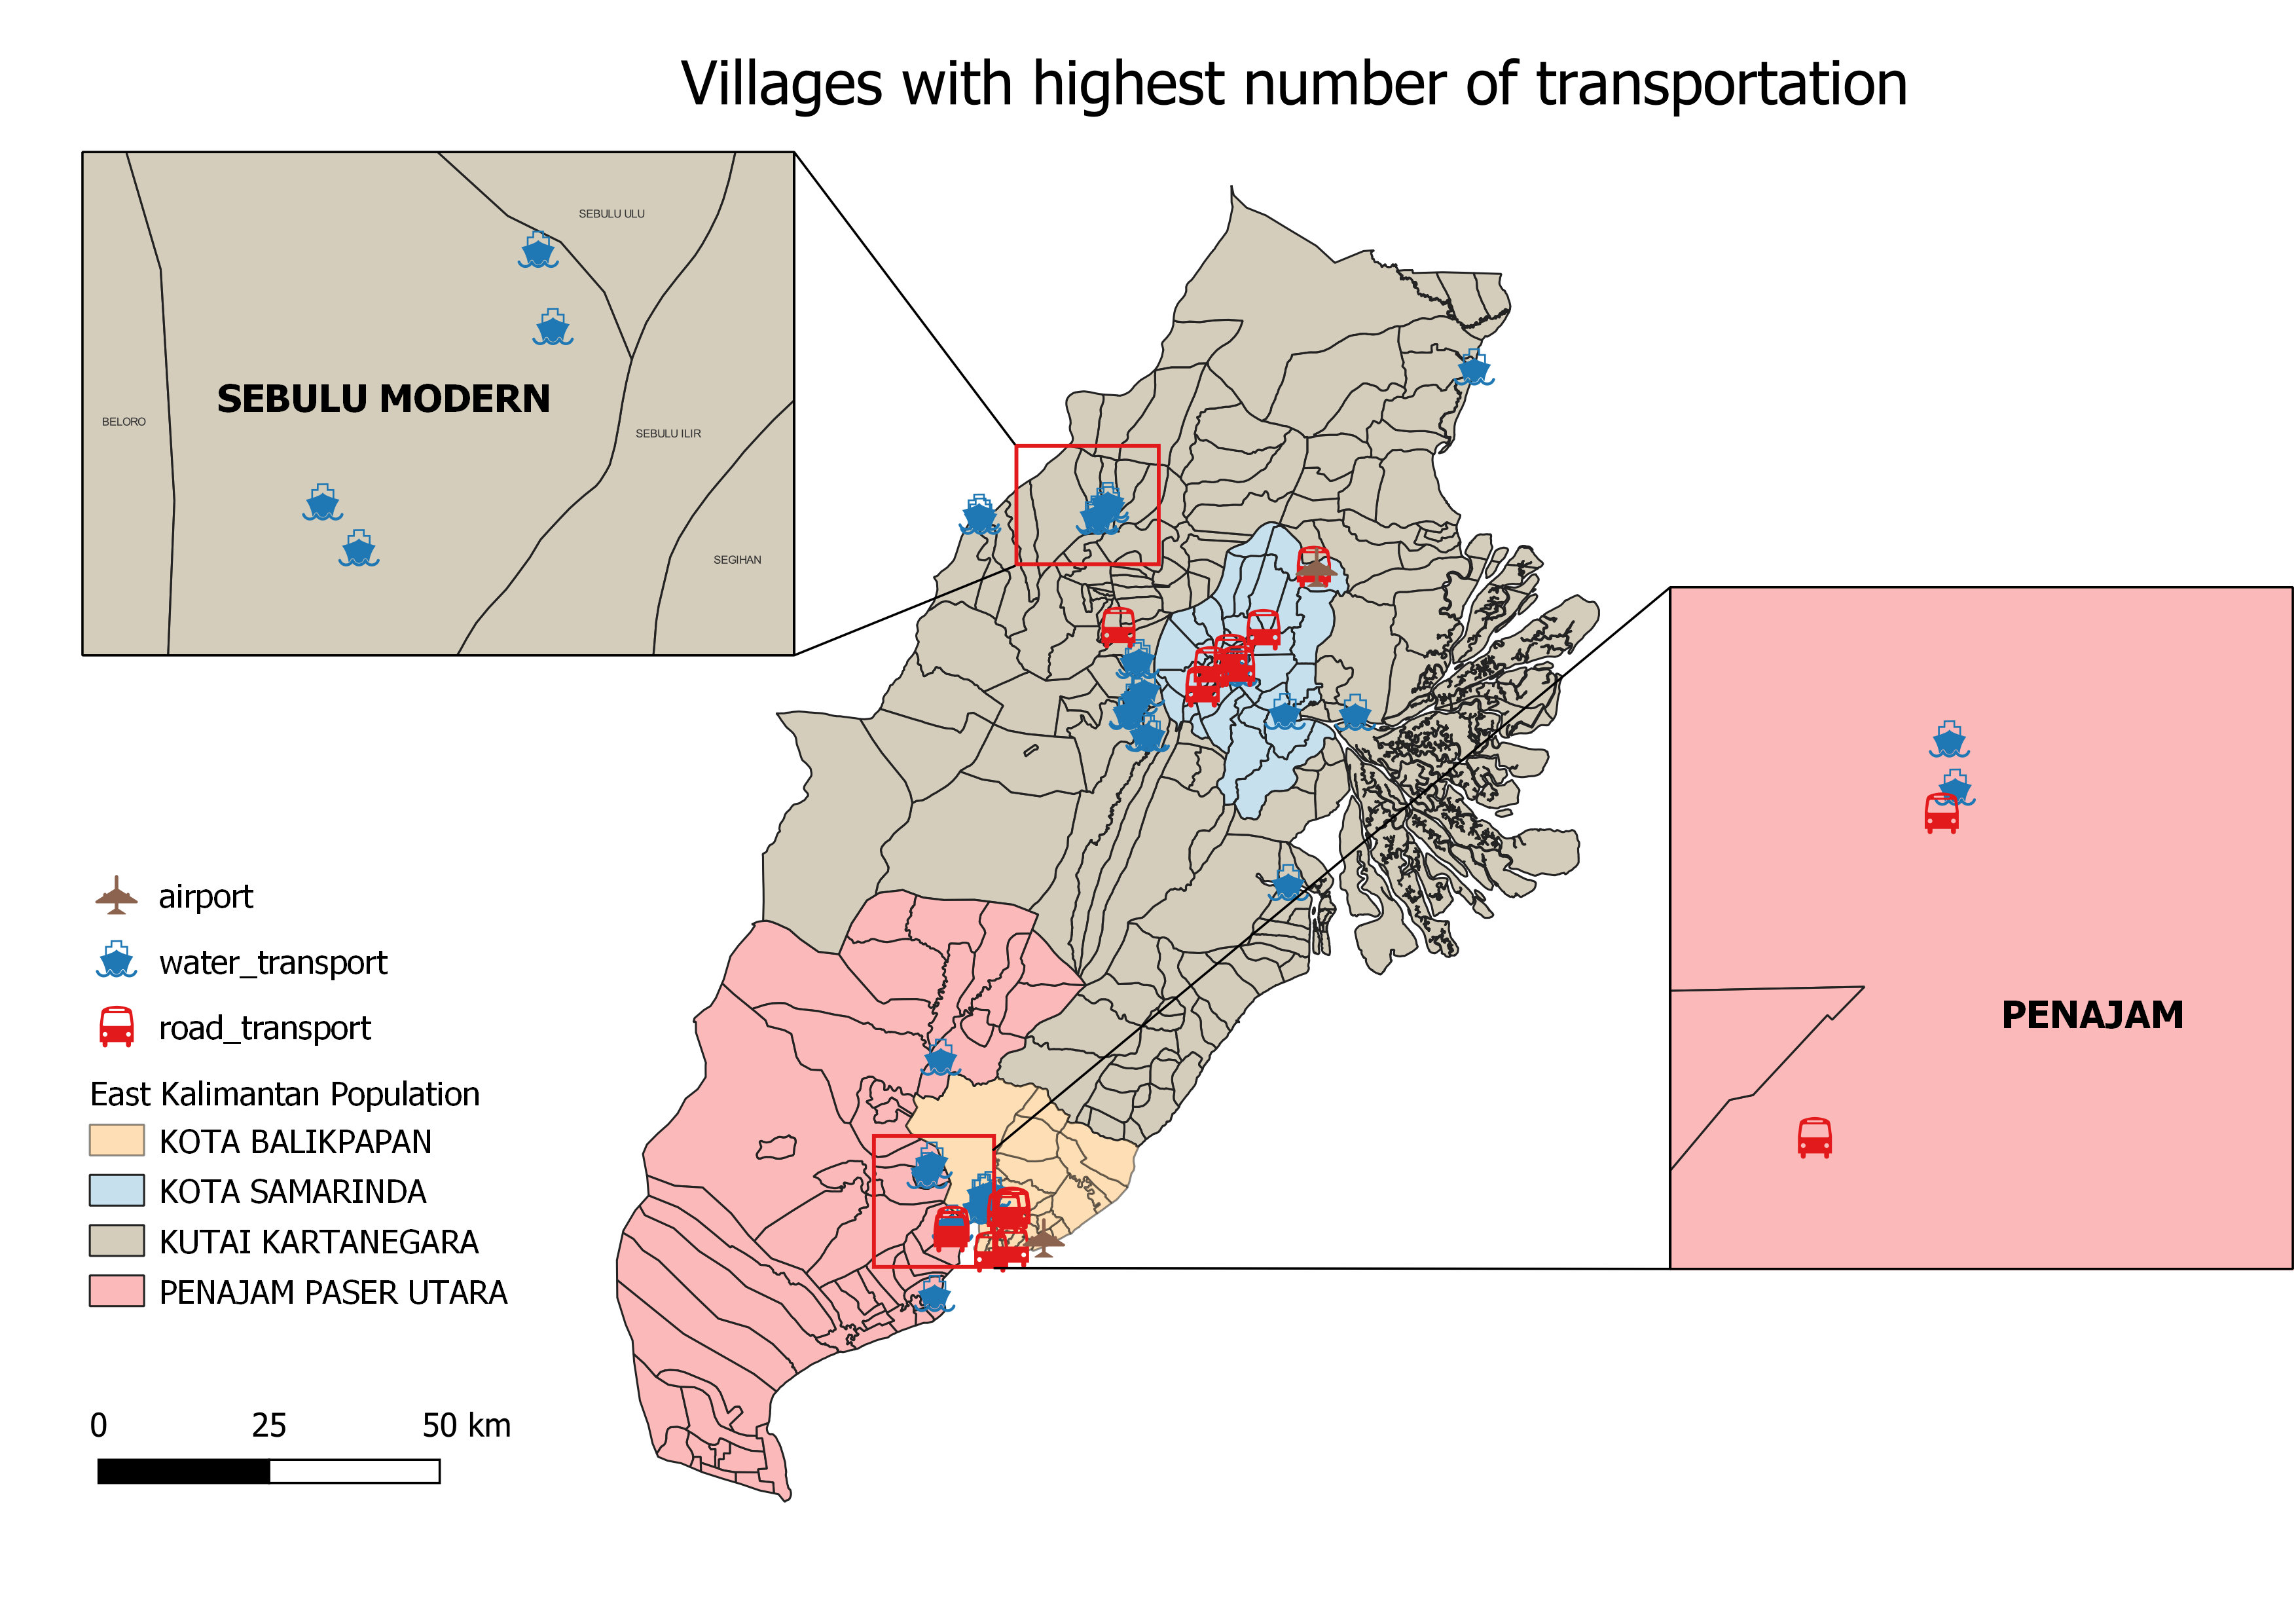 Villages with highest number of transportation
SEBULU ULU
SEBULU MODERN
BELORO
SEBULU ILIR
SEGIHAN
PENAJAM
airport
water_transport
road_transport
East Kalimantan Population
KOTA BALIKPAPAN
KOTA SAMARINDA
KUTAI KARTANEGARA
PENAJAM PASER UTARA
0 25 50 km